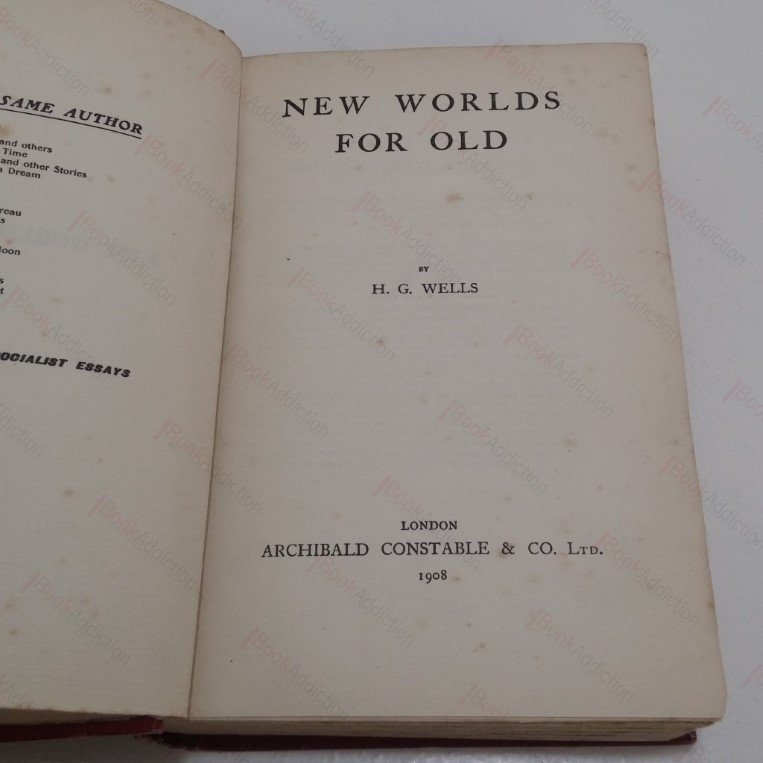 SAME AUTHOR
and others
Time
and other Stories
Dream
reau
s
oon
s
t
OCIALIST ESSAYS
NEW WORLDS
FOR OLD
BY
H. G. WELLS
LONDON
ARCHIBALD CONSTABLE & CO. LTD.
1908
iBookAddiction